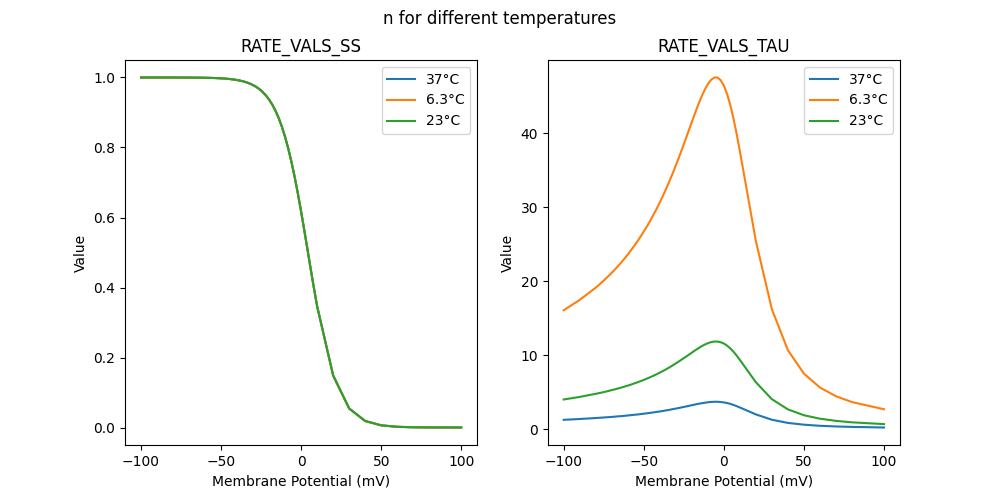 n for different temperatures
RATE_VALS_SS
RATE_VALS_TAU
Value
1.0
0.8
0.6
0.4
0.2
0.0
37°C
6.3°C
23°C
−100
−50
0
50
100
Membrane Potential (mV)
Value
40
30
20
10
0
37°C
6.3°C
23°C
−100
−50
0
50
100
Membrane Potential (mV)